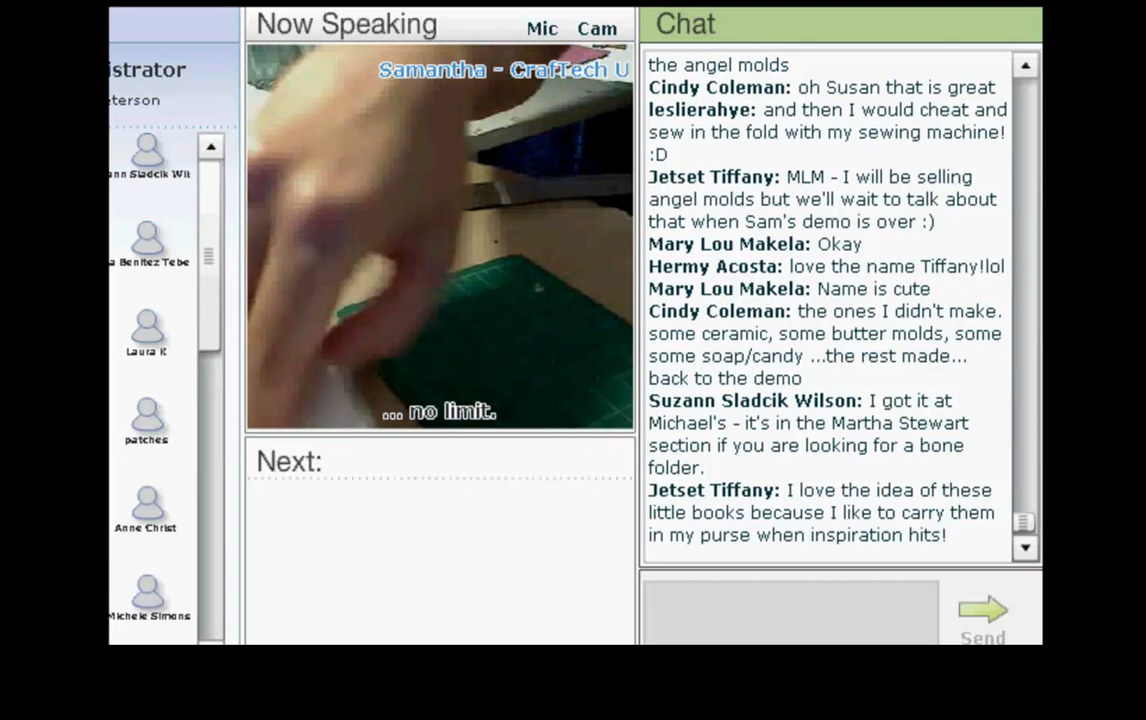 Now Speaking
Mic Cam
Chat
istrator
terson
ann Sladcik Wil
a Benitez Tebe
Laura K
patches
Anne Christ
Michele Simons
Samantha - CrafTech U
... no limit.
Next:
the angel molds
Cindy Coleman: oh Susan that is great
leslierahye: and then I would cheat and
sew in the fold with my sewing machine!
:D
Jetset Tiffany: MLM - I will be selling
angel molds but we'll wait to talk about
that when Sam's demo is over :)
Mary Lou Makela: Okay
Hermy Acosta: love the name Tiffany!lol
Mary Lou Makela: Name is cute
Cindy Coleman: the ones I didn't make.
some ceramic, some butter molds, some
some soap/candy ...the rest made...
back to the demo
Suzann Sladcik Wilson: I got it at
Michael's - it's in the Martha Stewart
section if you are looking for a bone
folder.
Jetset Tiffany: I love the idea of these
little books because I like to carry them
in my purse when inspiration hits!
Send